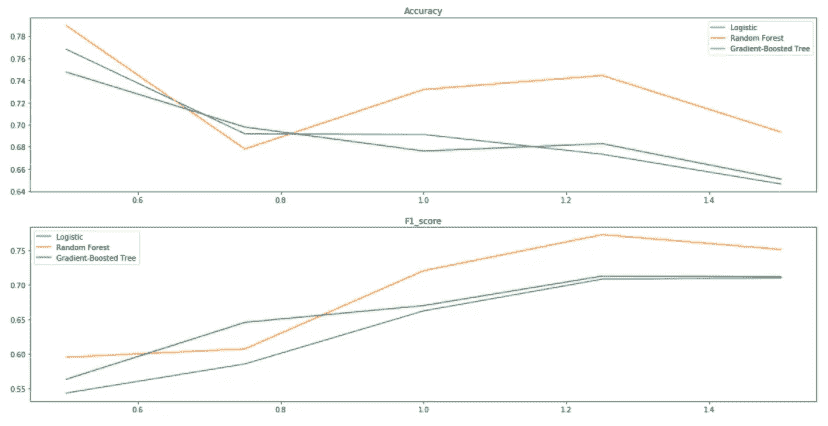 Accuracy
0.78
0.76
0.74
0.72
0.70
0.68
0.66
0.64
Logistic
Random Forest
Gradient-Boosted Tree
0.6 0.8 1.0 1.2 1.4
F1_score
0.75
0.70
0.65
0.60
0.55
Logistic
Random Forest
Gradient-Boosted Tree
0.6 0.8 1.0 1.2 1.4